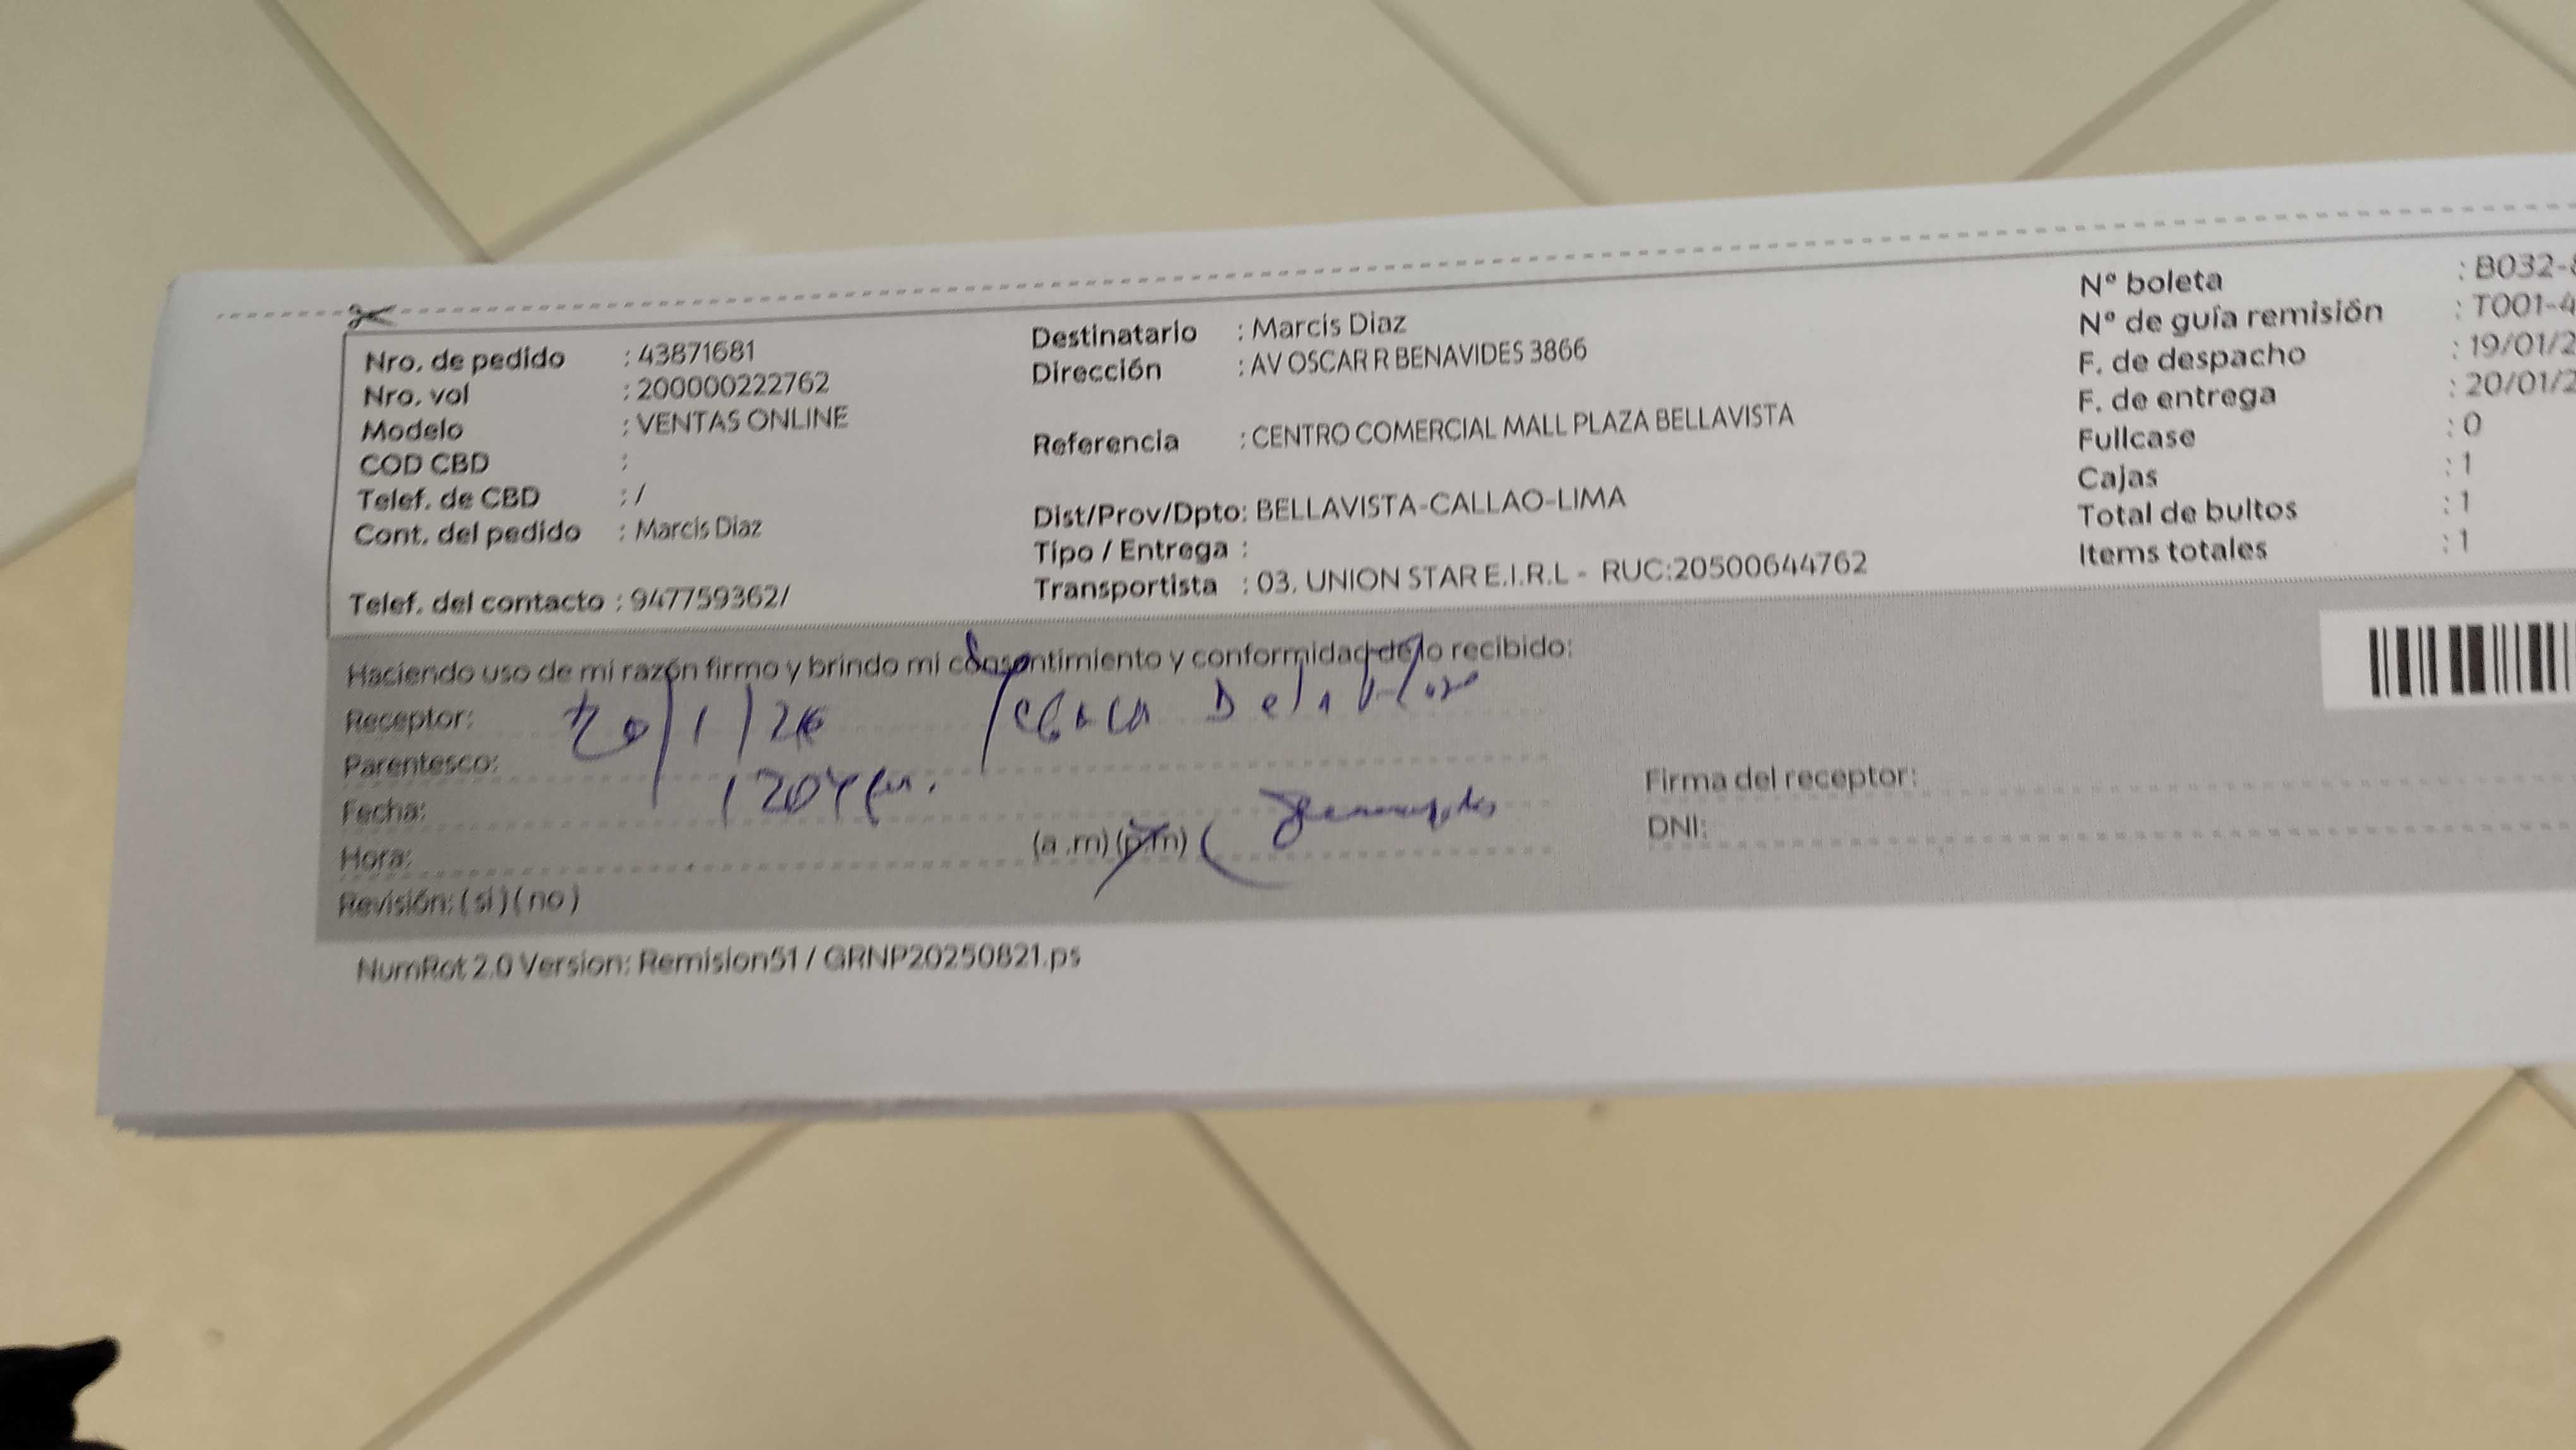 Nro. de pedido : 43871681
Nro. vol : 200000222762
Modelo : VENTAS ONLINE
COD CBD :
Telef. de CBD : /
Cont. del pedido : Marcis Diaz
Telef. del contacto : 947759362/
Destinatario : Marcis Diaz
Dirección : AV OSCAR R BENAVIDES 3866
Referencia : CENTRO COMERCIAL MALL PLAZA BELLAVISTA
Dist/Prov/Dpto: BELLAVISTA-CALLAO-LIMA
Tipo / Entrega :
Transportista : 03. UNION STAR E.I.R.L - RUC:20500644762
Nº boleta : B032-
Nº de guía remisión : T001-4
F. de despacho : 19/01/2
F. de entrega : 20/01/2
Fullcase : 0
Cajas : 1
Total de bultos : 1
Items totales : 1
Haciendo uso de mi razón firmo y brindo mi consentimiento y conformidad de lo recibido:
Receptor: 20/1/26
Parentesco:
Fecha:
Hora: (a .m) (p.m)
Revisión: ( si ) ( no )
Firma del receptor:
DNI:
NumRot 2.0 Version: Remision51 / GRNP20250821.ps